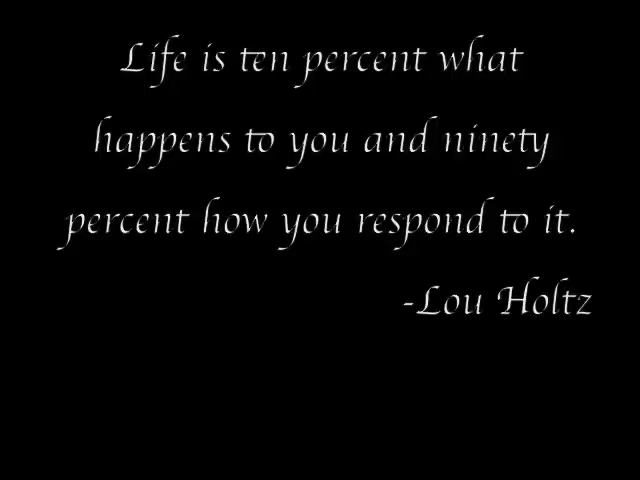 Life is ten percent what
happens to you and ninety
percent how you respond to it.
-Lou Holtz